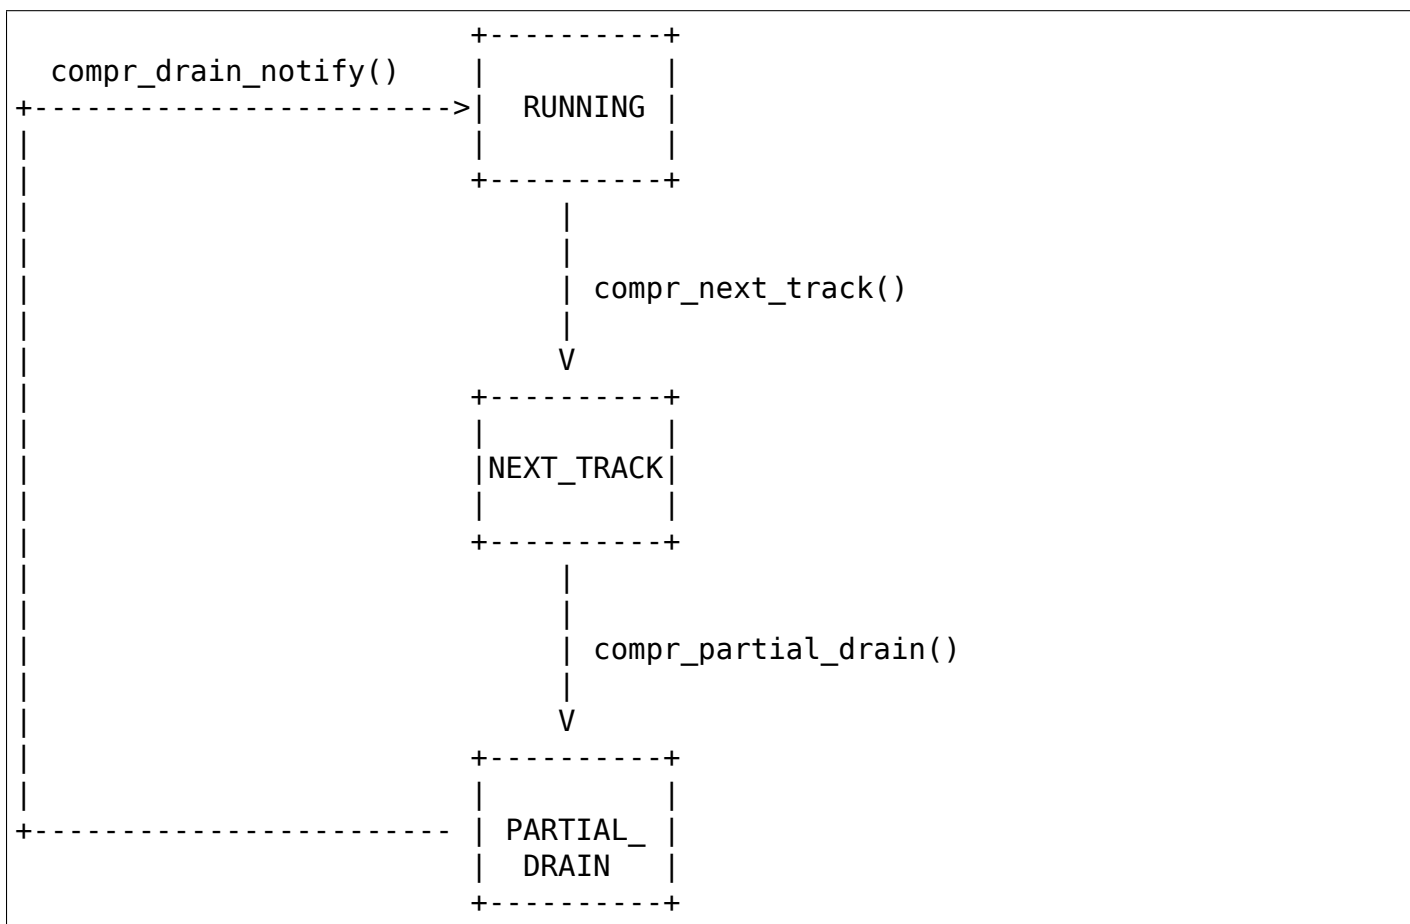 compr_drain_notify()
RUNNING
compr_next_track()
NEXT_TRACK
compr_partial_drain()
PARTIAL_
DRAIN